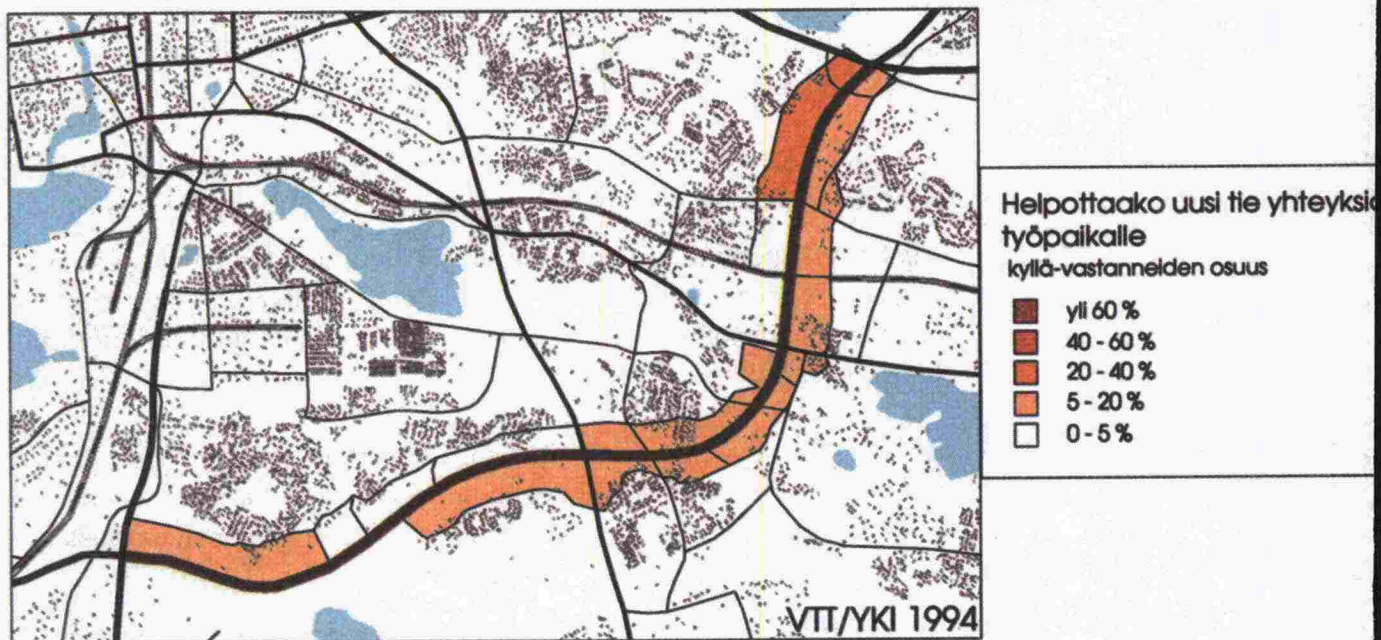 Helpottaako uusi tie yhteyksiä
työpaikalle
kyllä-vastanneiden osuus
yli 60 %
40 - 60 %
20 - 40 %
5 - 20 %
0 - 5 %
VTT/YKI 1994